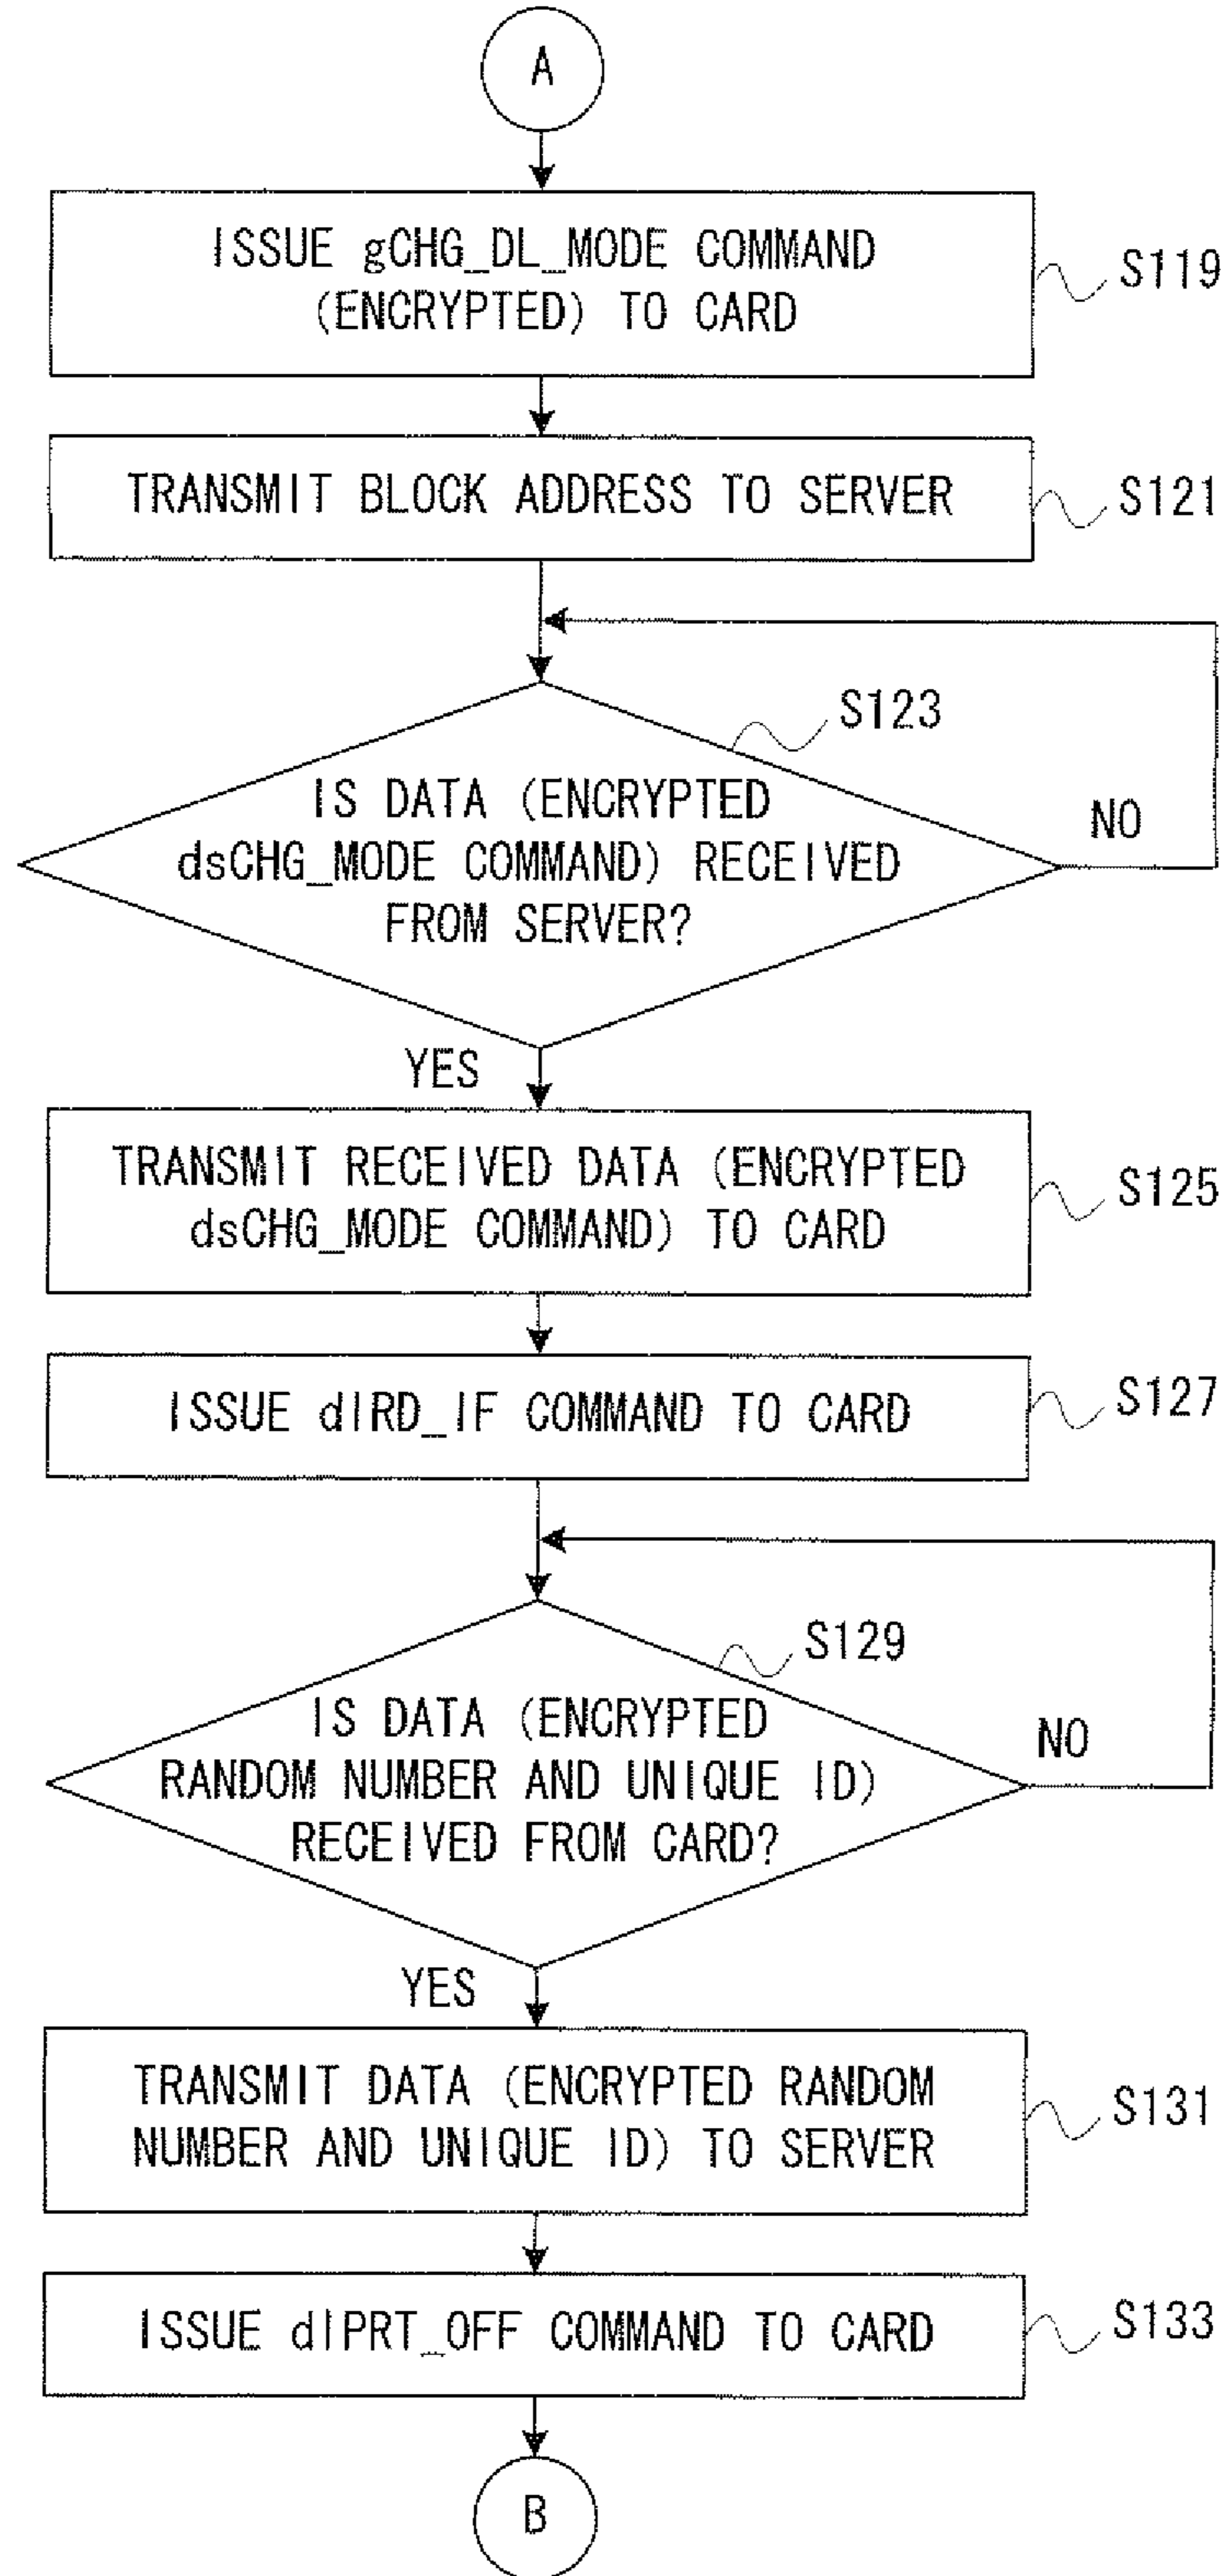 A
ISSUE gCHG_DL_MODE COMMAND
(ENCRYPTED) TO CARD
S119
TRANSMIT BLOCK ADDRESS TO SERVER
S121
S123
IS DATA (ENCRYPTED
dsCHG_MODE COMMAND) RECEIVED
FROM SERVER?
NO
YES
TRANSMIT RECEIVED DATA (ENCRYPTED
dsCHG_MODE COMMAND) TO CARD
S125
ISSUE dlRD_IF COMMAND TO CARD
S127
S129
IS DATA (ENCRYPTED
RANDOM NUMBER AND UNIQUE ID)
RECEIVED FROM CARD?
NO
YES
TRANSMIT DATA (ENCRYPTED RANDOM
NUMBER AND UNIQUE ID) TO SERVER
S131
ISSUE dlPRT_OFF COMMAND TO CARD
S133
B